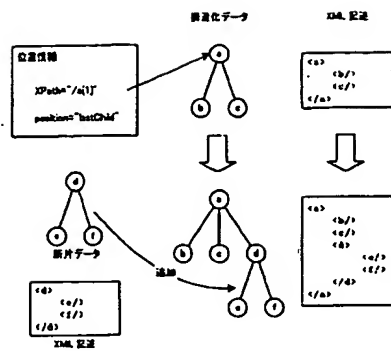 構造化データ
XML 記述
位置情報
XPath="/a[1]"
position="lastChild"
a
b
c
<a>
<b/>
<c/>
</a>
d
e
f
断片データ
<d>
<e/>
<f/>
</d>
XML 記述
追加
a
b
c
d
e
f
<a>
<b/>
<c/>
<d>
<e/>
<f/>
</d>
</a>